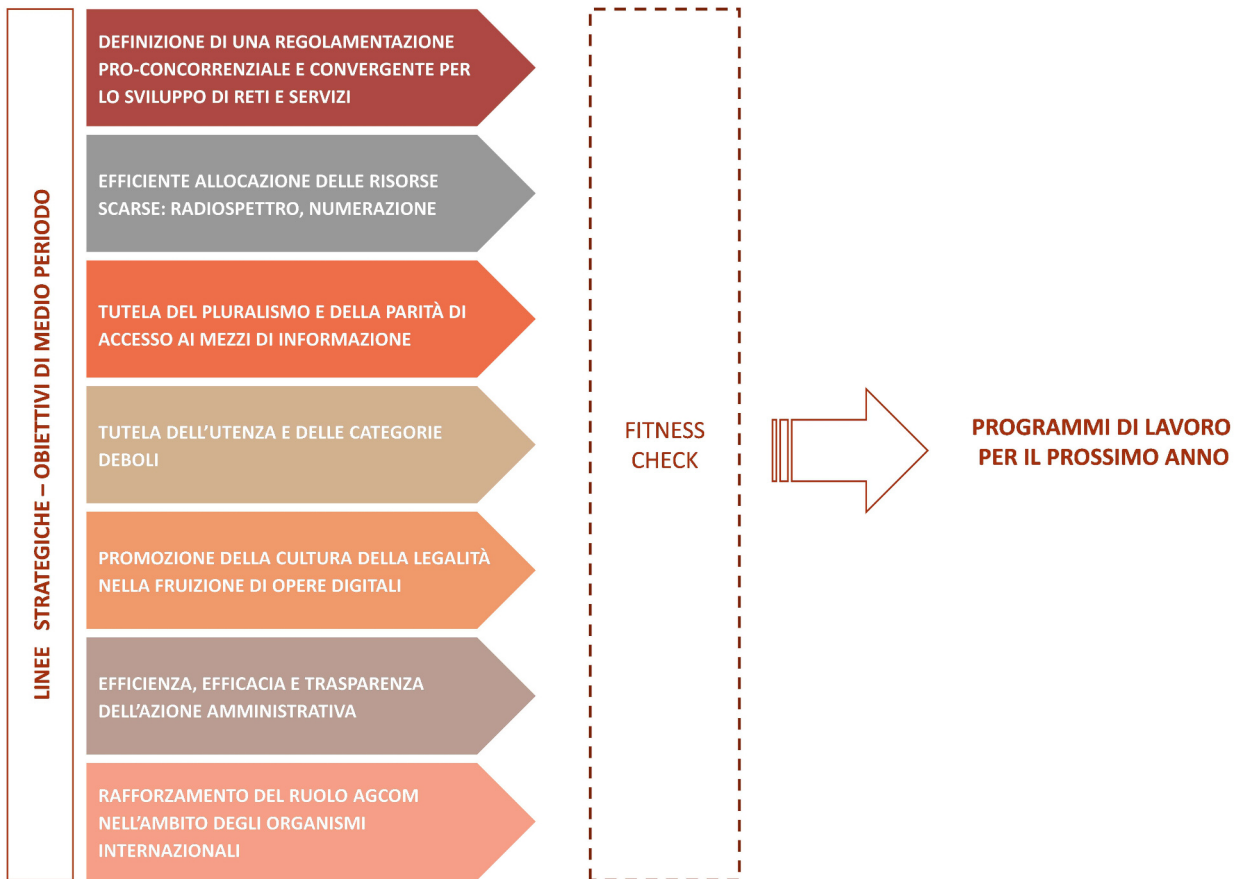 LINEE STRATEGICHE – OBIETTIVI DI MEDIO PERIODO
DEFINIZIONE DI UNA REGOLAMENTAZIONE
PRO-CONCORRENZIALE E CONVERGENTE PER
LO SVILUPPO DI RETI E SERVIZI
EFFICIENTE ALLOCAZIONE DELLE RISORSE
SCARSE: RADIOSPETTRO, NUMERAZIONE
TUTELA DEL PLURALISMO E DELLA PARITÀ DI
ACCESSO AI MEZZI DI INFORMAZIONE
TUTELA DELL’UTENZA E DELLE CATEGORIE
DEBOLI
PROMOZIONE DELLA CULTURA DELLA LEGALITÀ
NELLA FRUIZIONE DI OPERE DIGITALI
EFFICIENZA, EFFICACIA E TRASPARENZA
DELL’AZIONE AMMINISTRATIVA
RAFFORZAMENTO DEL RUOLO AGCOM
NELL’AMBITO DEGLI ORGANISMI
INTERNAZIONALI
FITNESS
CHECK
PROGRAMMI DI LAVORO
PER IL PROSSIMO ANNO